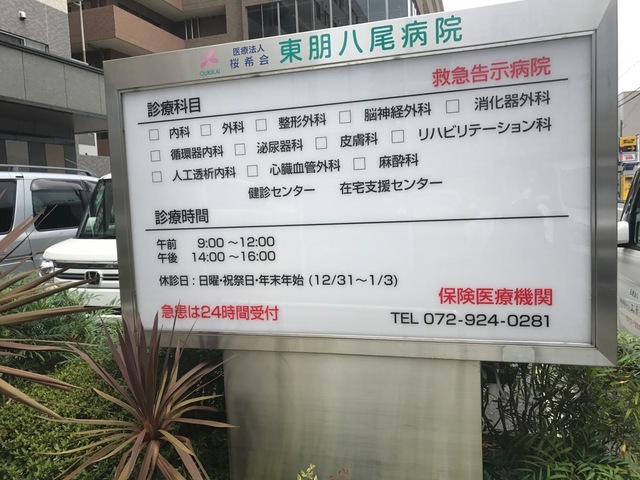 医療法人
桜希会 東朋八尾病院
OUKIKAI
救急告示病院
診療科目
□ 内科 □ 外科 □ 整形外科 □ 脳神経外科 □ 消化器外科
□ 循環器内科 □ 泌尿器科 □ 皮膚科 □ リハビリテーション科
□ 人工透析内科 □ 心臓血管外科 □ 麻酔科
健診センター 在宅支援センター
診療時間
午前 9:00〜12:00
午後 14:00〜16:00
休診日:日曜・祝祭日・年末年始 (12/31〜1/3)
急患は24時間受付
保険医療機関
TEL 072-924-0281